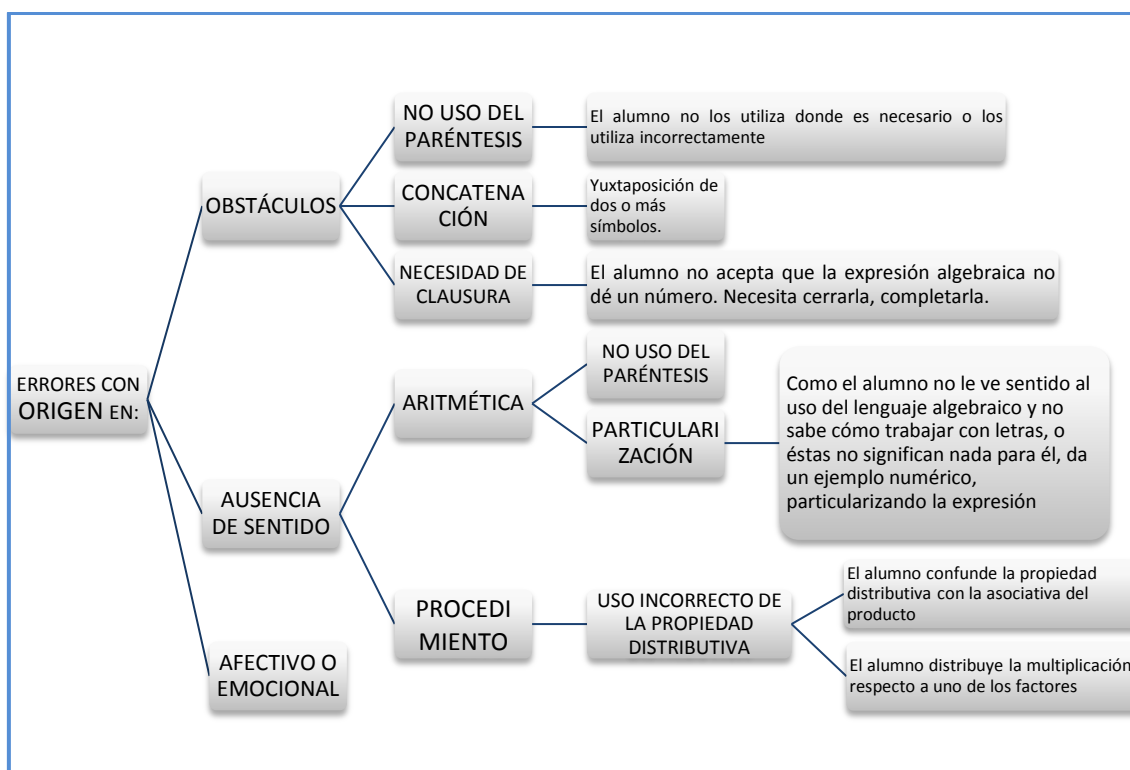 NO USO DEL
PARÉNTESIS
El alumno no los utiliza donde es necesario o los
utiliza incorrectamente
OBSTÁCULOS
CONCATENA
CIÓN
Yuxtaposición de
dos o más
símbolos.
NECESIDAD DE
CLAUSURA
El alumno no acepta que la expresión algebraica no
dé un número. Necesita cerrarla, completarla.
ERRORES CON
ORIGEN EN:
AUSENCIA
DE SENTIDO
ARITMÉTICA
NO USO DEL
PARÉNTESIS
PARTICULARI
ZACIÓN
Como el alumno no le ve sentido al
uso del lenguaje algebraico y no
sabe cómo trabajar con letras, o
éstas no significan nada para él, da
un ejemplo numérico,
particularizando la expresión
PROCEDI
MIENTO
USO INCORRECTO DE
LA PROPIEDAD
DISTRIBUTIVA
El alumno confunde la propiedad
distributiva con la asociativa del
producto
El alumno distribuye la multiplicación
respecto a uno de los factores
AFECTIVO O
EMOCIONAL